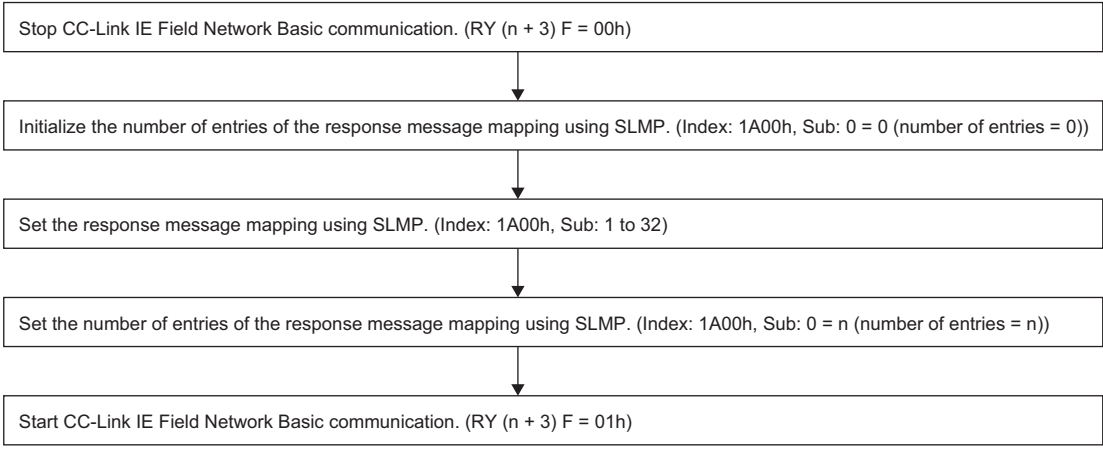 Stop CC-Link IE Field Network Basic communication. (RY (n + 3) F = 00h)
Initialize the number of entries of the response message mapping using SLMP. (Index: 1A00h, Sub: 0 = 0 (number of entries = 0))
Set the response message mapping using SLMP. (Index: 1A00h, Sub: 1 to 32)
Set the number of entries of the response message mapping using SLMP. (Index: 1A00h, Sub: 0 = n (number of entries = n))
Start CC-Link IE Field Network Basic communication. (RY (n + 3) F = 01h)